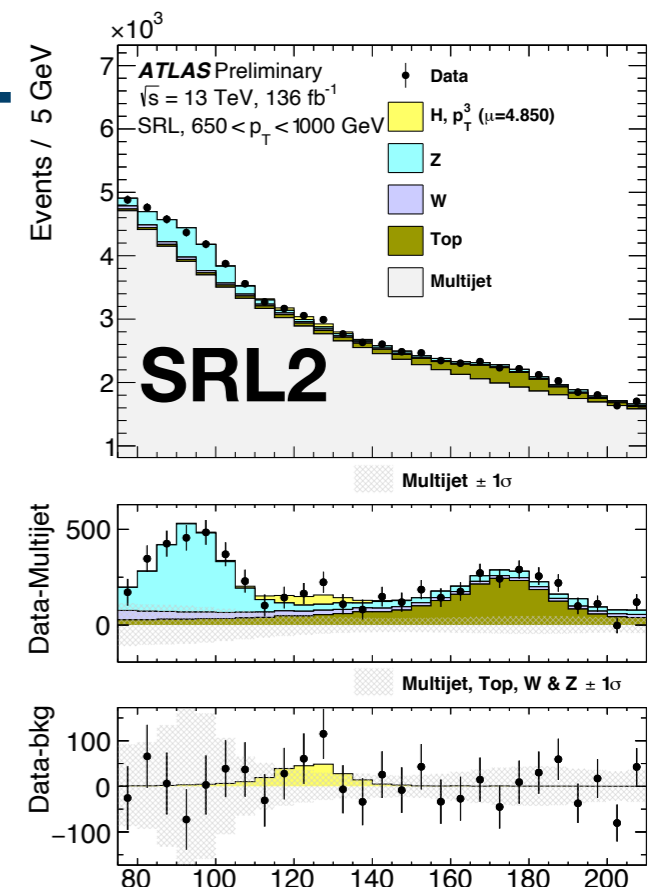 ×10³
Events / 5 GeV
7
6
5
4
3
2
1
ATLAS Preliminary
√s = 13 TeV, 136 fb⁻¹
SRL, 650 < p_T < 1000 GeV
Data
H, p_T³ (μ=4.850)
Z
W
Top
Multijet
SRL2
Multijet ± 1σ
Data-Multijet
500
0
Multijet, Top, W & Z ± 1σ
Data-bkg
100
0
−100
80 100 120 140 160 180 200